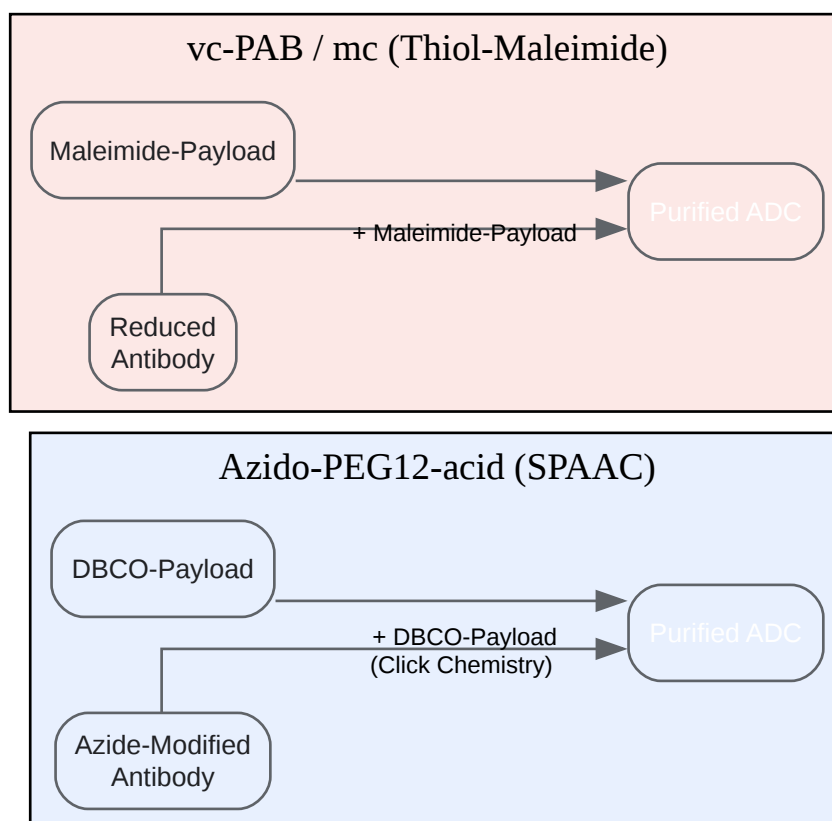 vc-PAB / mc (Thiol-Maleimide)
Maleimide-Payload
Purified ADC
+ Maleimide-Payload
Reduced
Antibody
Azido-PEG12-acid (SPAAC)
DBCO-Payload
Purified ADC
+ DBCO-Payload
(Click Chemistry)
Azide-Modified
Antibody